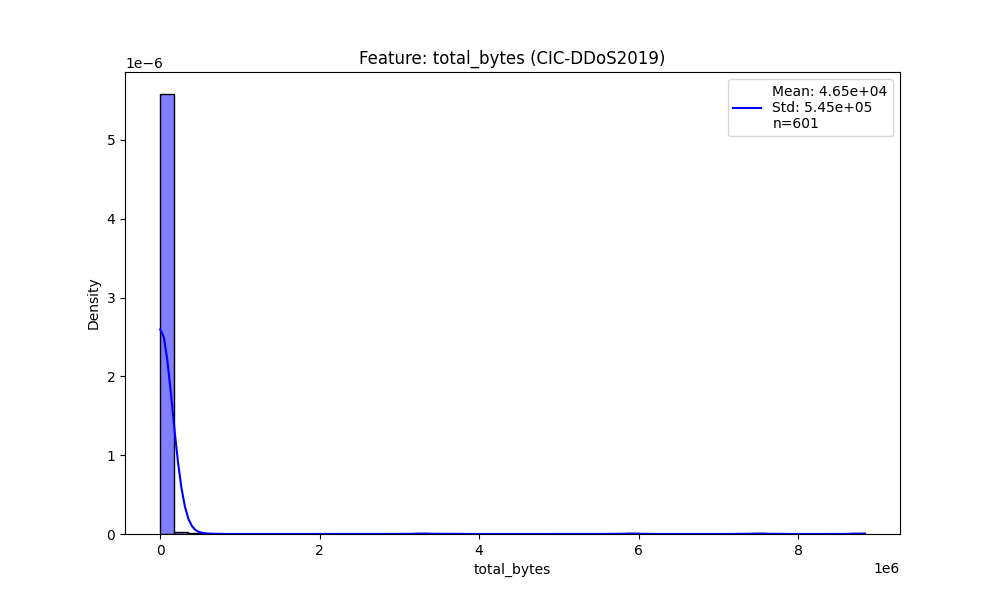 Feature: total_bytes (CIC-DDoS2019)
1e−6
Mean: 4.65e+04
Std: 5.45e+05
n=601
5
4
3
2
1
0
Density
0 2 4 6 8
1e6
total_bytes